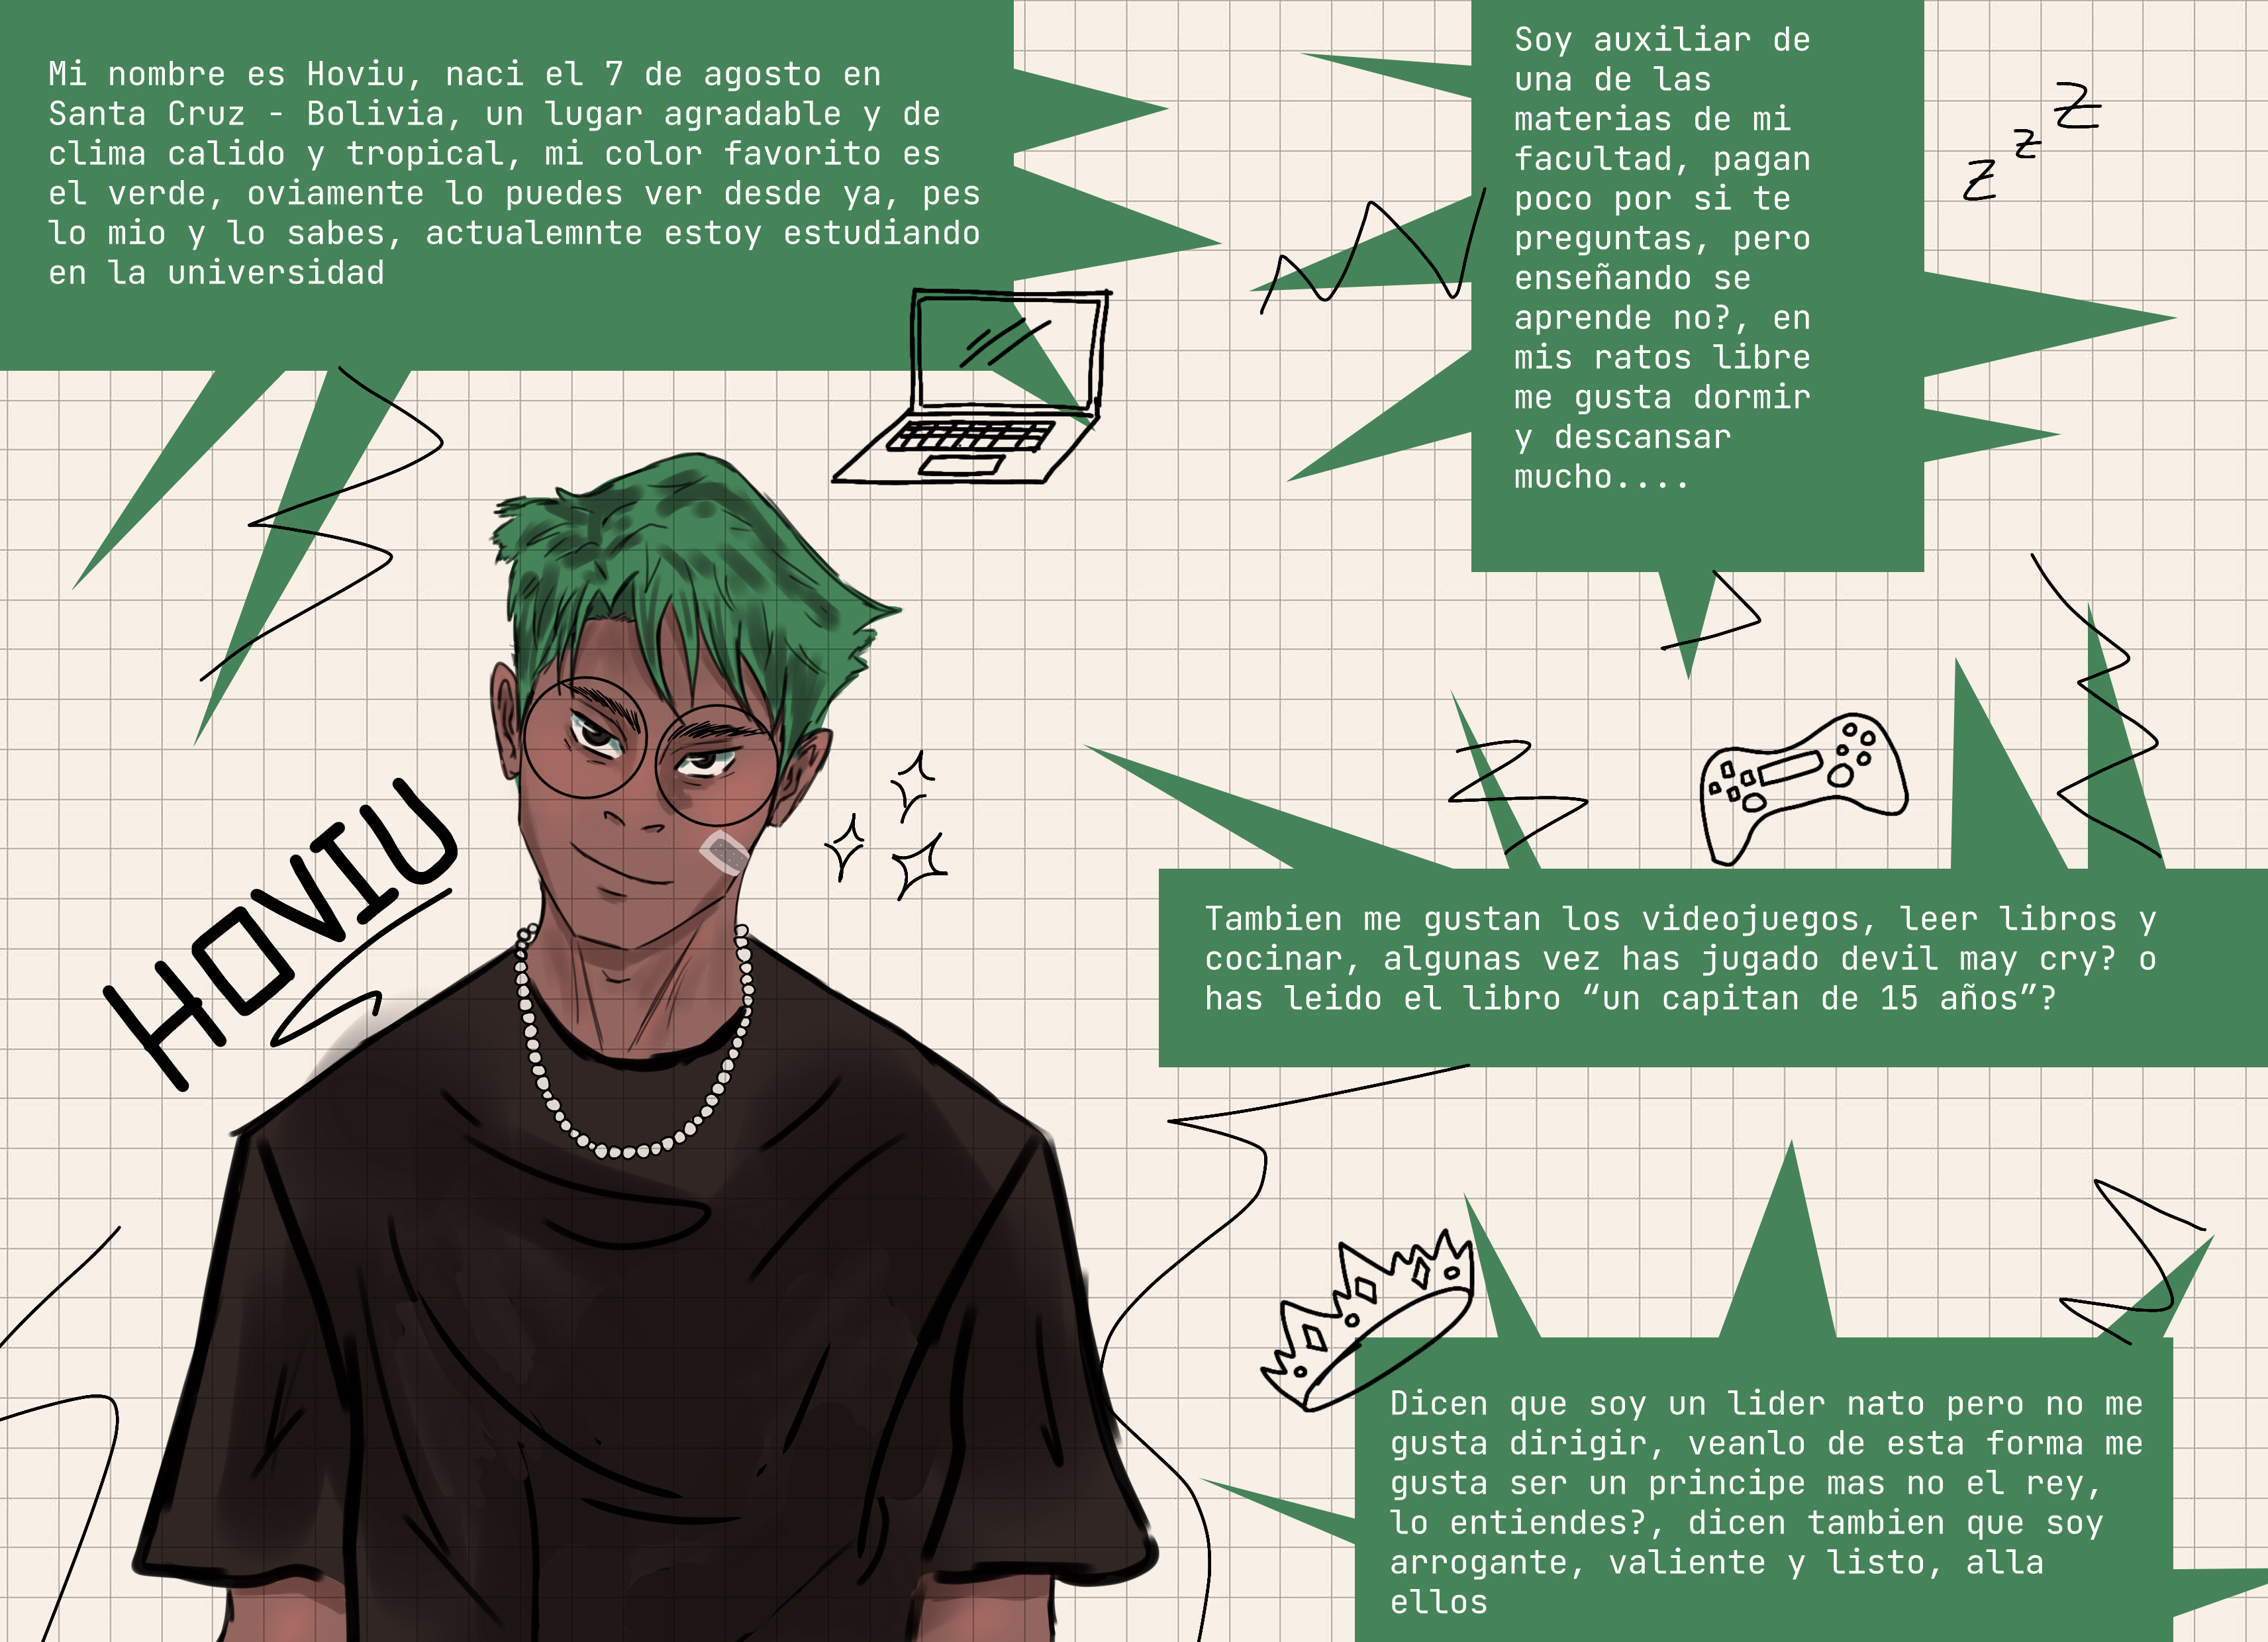 Mi nombre es Hoviu, naci el 7 de agosto en
Santa Cruz - Bolivia, un lugar agradable y de
clima calido y tropical, mi color favorito es
el verde, oviamente lo puedes ver desde ya, pes
lo mio y lo sabes, actualemnte estoy estudiando
en la universidad
Soy auxiliar de
una de las
materias de mi
facultad, pagan
poco por si te
preguntas, pero
enseñando se
aprende no?, en
mis ratos libre
me gusta dormir
y descansar
mucho....
z z z
HOVIU
Tambien me gustan los videojuegos, leer libros y
cocinar, algunas vez has jugado devil may cry? o
has leido el libro “un capitan de 15 años”?
Dicen que soy un lider nato pero no me
gusta dirigir, veanlo de esta forma me
gusta ser un principe mas no el rey,
lo entiendes?, dicen tambien que soy
arrogante, valiente y listo, alla
ellos